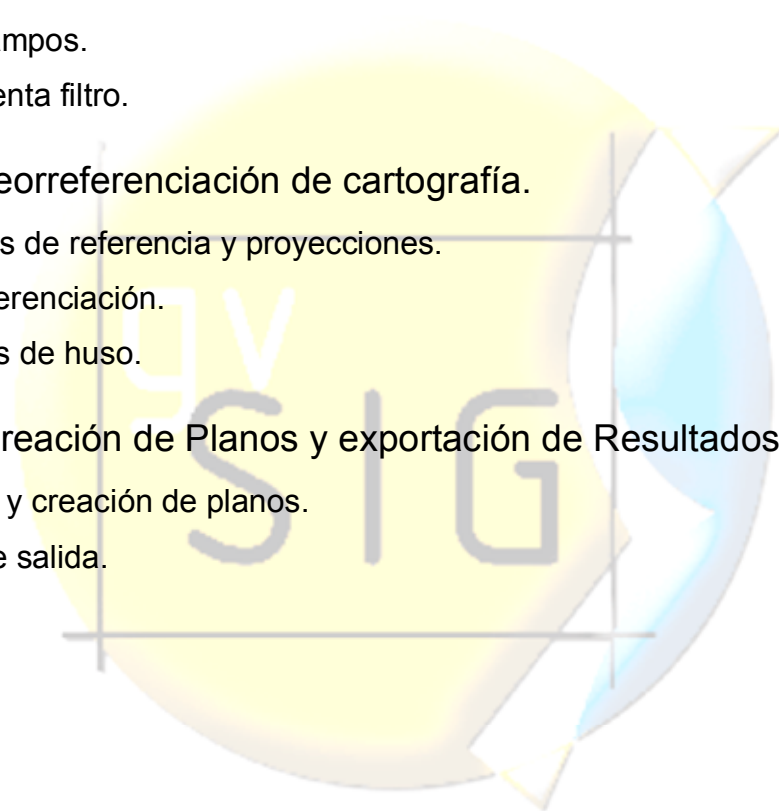 ampos.
enta filtro.
eorreferenciación de cartografía.
s de referencia y proyecciones.
erenciación.
s de huso.
reación de Planos y exportación de Resultados
y creación de planos.
e salida.
gv
SIG